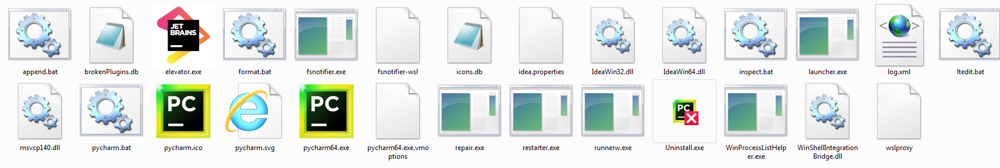 JET
BRAINS
append.bat
brokenPlugins.db
elevator.exe
format.bat
fsnotifier.exe
fsnotifier-wsl
icons.db
idea.properties
IdeaWin32.dll
IdeaWin64.dll
inspect.bat
launcher.exe
log.xml
ltedit.bat
PC
PC
PC
msvcp140.dll
pycharm.bat
pycharm.ico
pycharm.svg
pycharm64.exe
pycharm64.exe.vmo
ptions
repair.exe
restarter.exe
runnerw.exe
Uninstall.exe
WinProcessListHelp
er.exe
WinShellIntegration
Bridge.dll
wslproxy